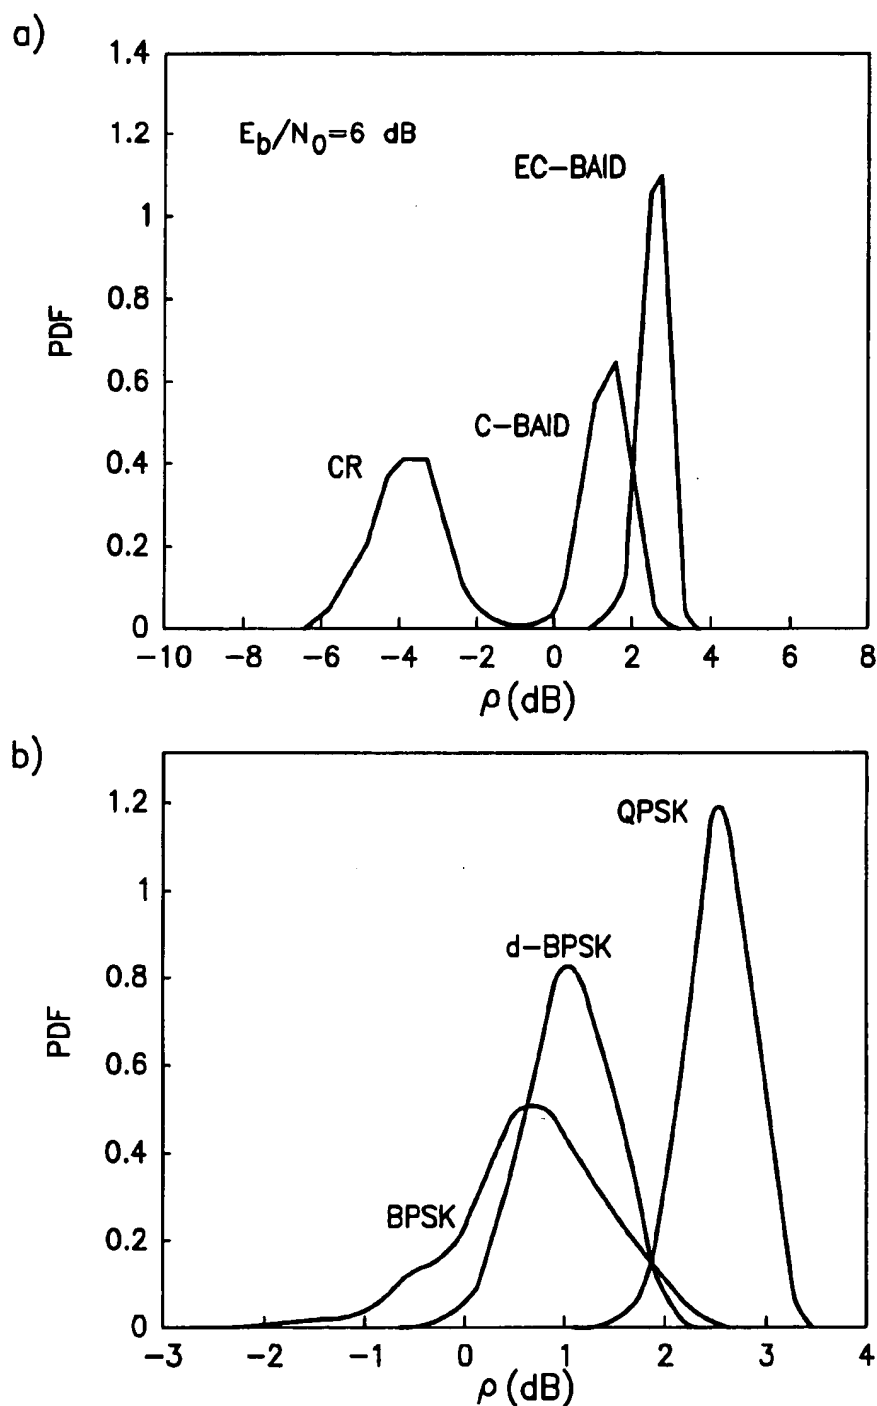 a)
1.4
1.2
1
0.8
0.6
0.4
0.2
0
PDF
E_b/N_0=6 dB
EC-BAID
C-BAID
CR
-10 -8 -6 -4 -2 0 2 4 6 8
ρ(dB)
b)
1.2
1
0.8
0.6
0.4
0.2
0
PDF
QPSK
d-BPSK
BPSK
-3 -2 -1 0 1 2 3 4
ρ(dB)